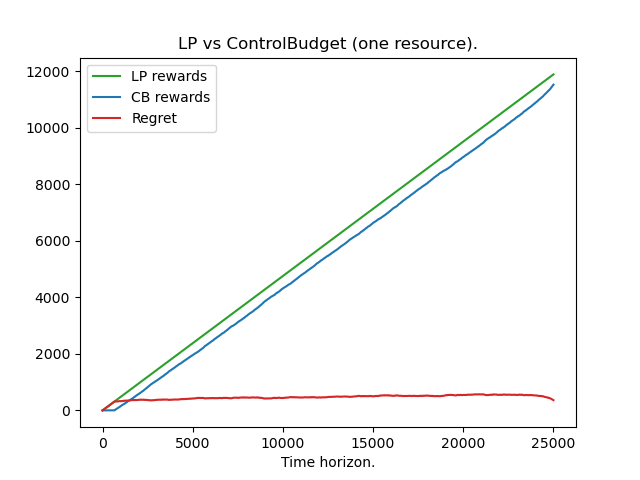 LP vs ControlBudget (one resource).
LP rewards
CB rewards
Regret
12000
10000
8000
6000
4000
2000
0
0 5000 10000 15000 20000 25000
Time horizon.